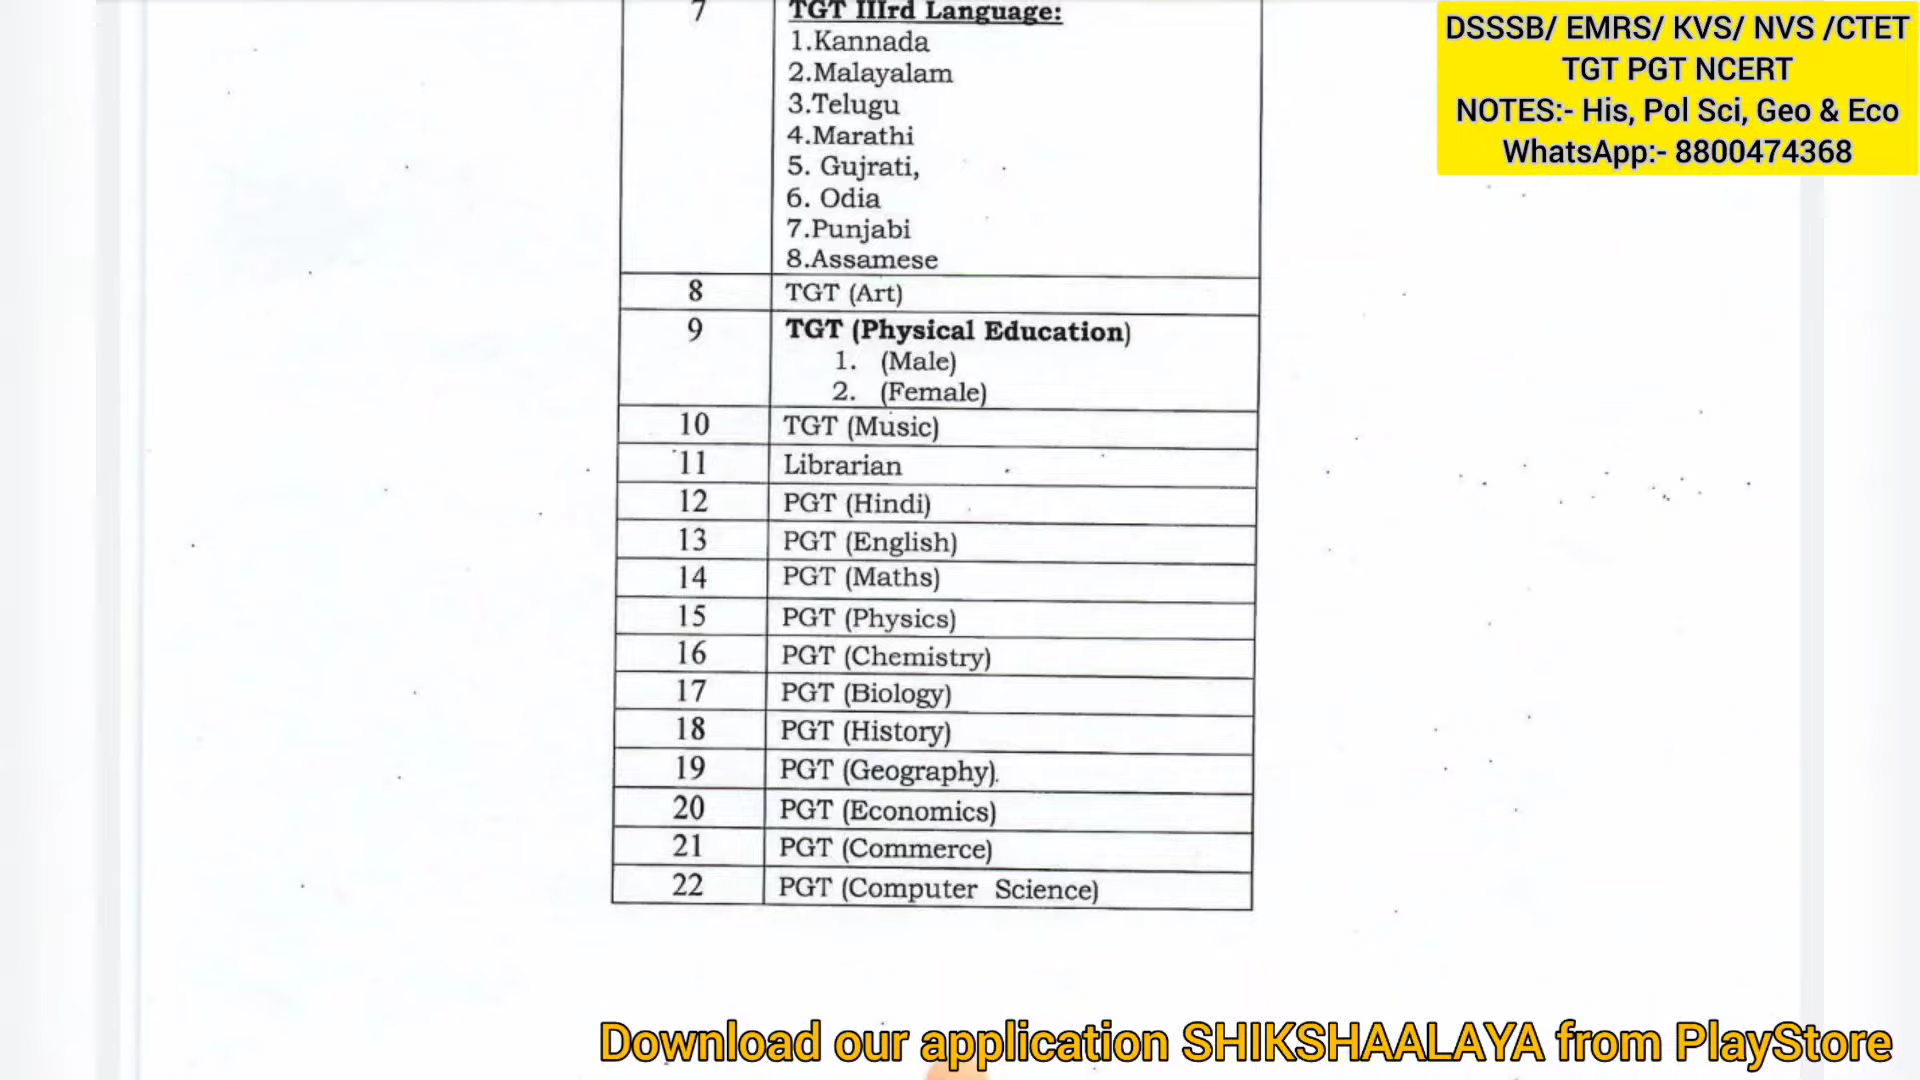 7 TGT IIIrd Language:
1.Kannada
2.Malayalam
3.Telugu
4.Marathi
5. Gujrati,
6. Odia
7.Punjabi
8.Assamese
8 TGT (Art)
9 TGT (Physical Education)
1. (Male)
2. (Female)
10 TGT (Music)
11 Librarian
12 PGT (Hindi)
13 PGT (English)
14 PGT (Maths)
15 PGT (Physics)
16 PGT (Chemistry)
17 PGT (Biology)
18 PGT (History)
19 PGT (Geography).
20 PGT (Economics)
21 PGT (Commerce)
22 PGT (Computer Science)
DSSSB/ EMRS/ KVS/ NVS /CTET
TGT PGT NCERT
NOTES:- His, Pol Sci, Geo & Eco
WhatsApp:- 8800474368
Download our application SHIKSHAALAYA from PlayStore